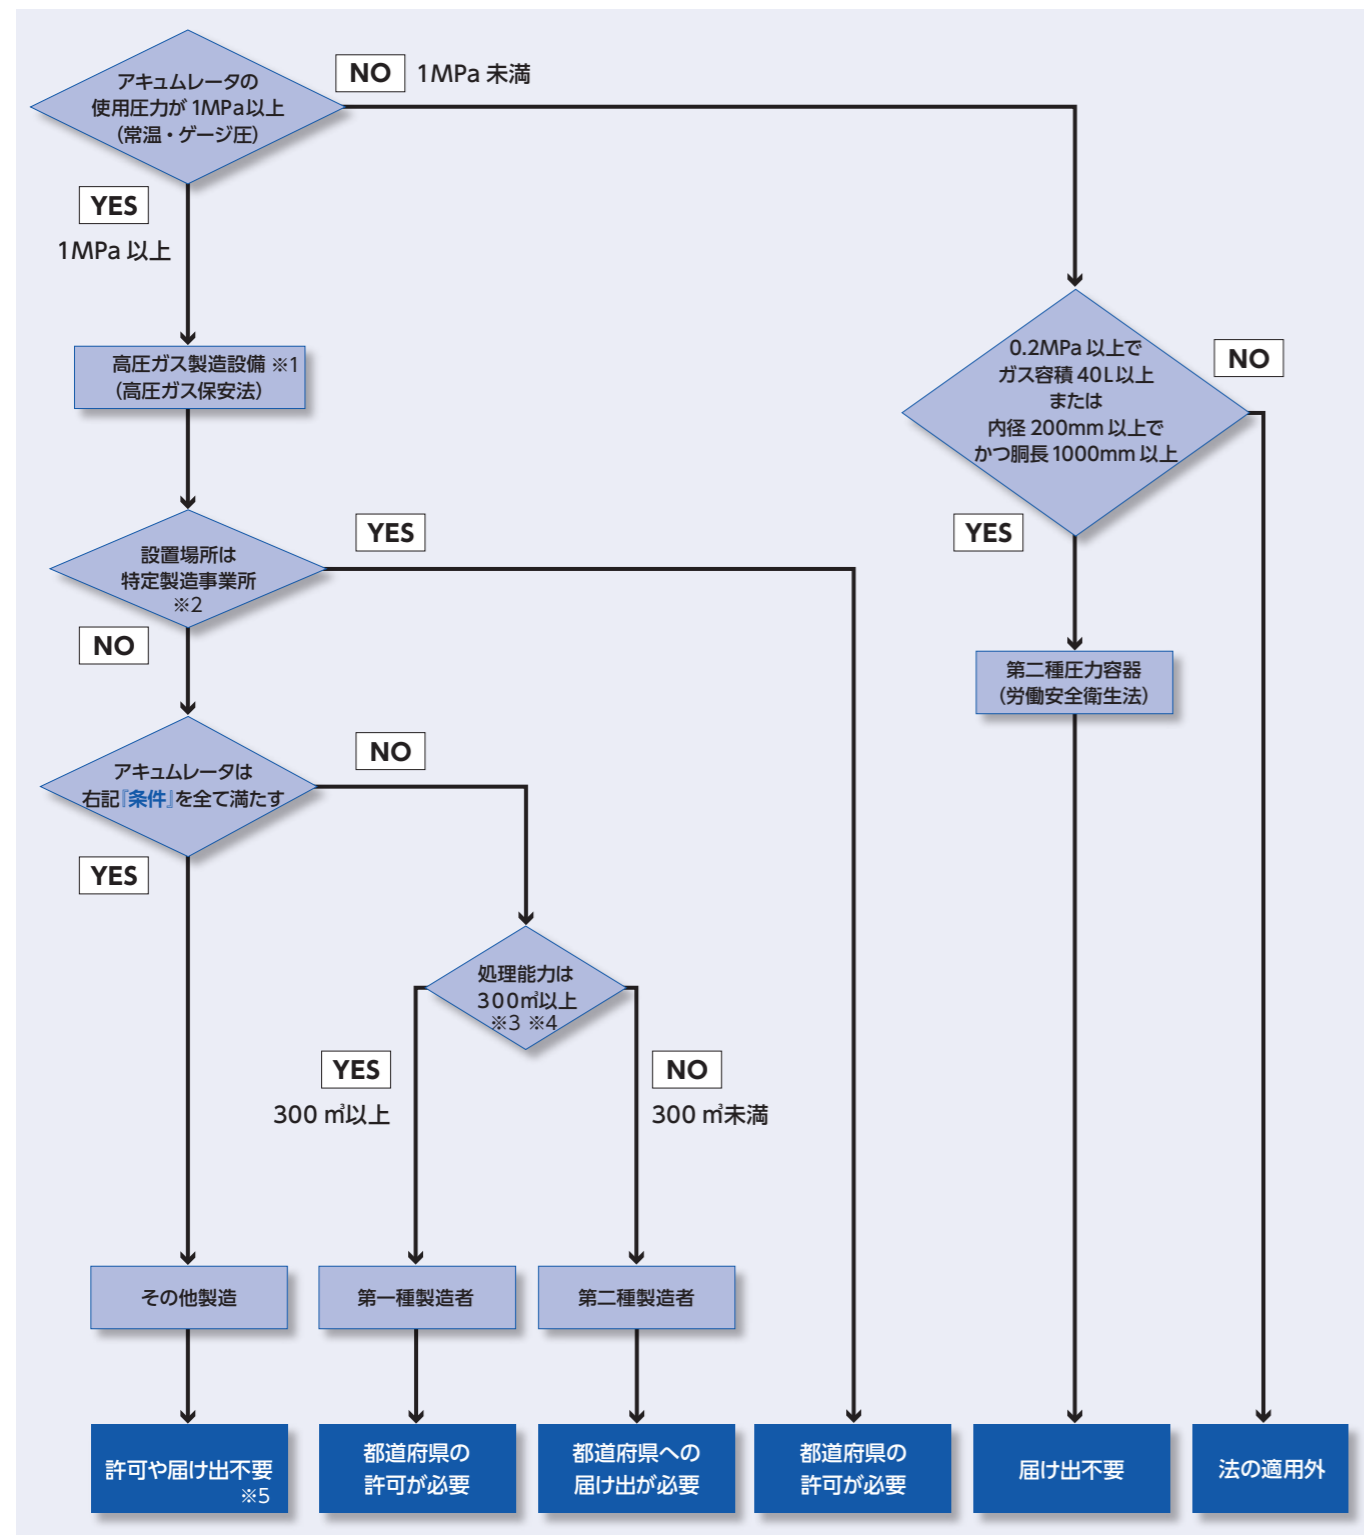 アキュムレータの
使用圧力が 1MPa以上
(常温・ゲージ圧)
NO 1MPa 未満
YES
1MPa 以上
高圧ガス製造設備 ※1
(高圧ガス保安法)
0.2MPa 以上で
ガス容積 40L以上
または
内径 200mm 以上で
かつ胴長 1000mm 以上
NO
YES
設置場所は
特定製造事業所
※2
YES
NO
第二種圧力容器
(労働安全衛生法)
アキュムレータは
右記『条件』を全て満たす
NO
YES
処理能力は
300㎥以上
※3 ※4
YES
300 ㎥以上
NO
300 ㎥未満
その他製造
第一種製造者
第二種製造者
許可や届け出不要
※5
都道府県の
許可が必要
都道府県への
届け出が必要
都道府県の
許可が必要
届け出不要
法の適用外